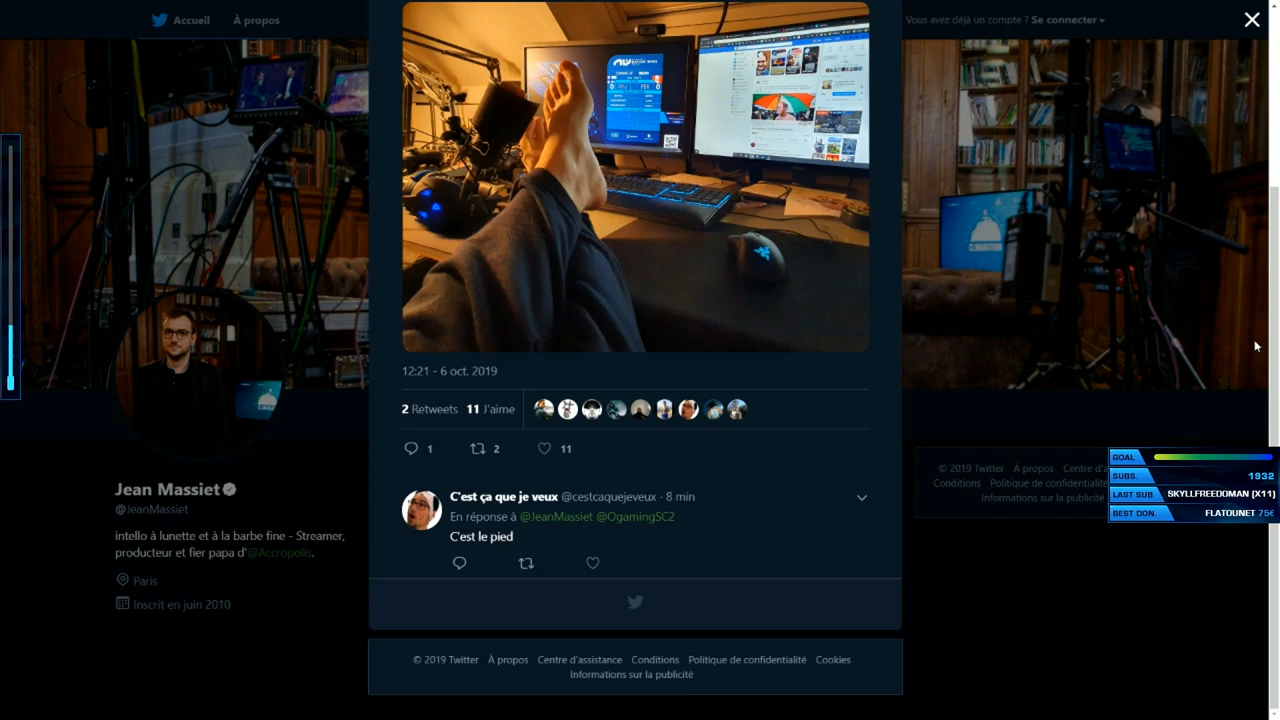 Accueil
À propos
Vous avez déjà un compte ? Se connecter
12:21 - 6 oct. 2019
2 Retweets 11 J'aime
1
2
11
C'est ça que je veux @cestcaquejeveux · 8 min
En réponse à @JeanMassiet @OgamingSC2
C'est le pied
Jean Massiet
@JeanMassiet
intello à lunette et à la barbe fine - Streamer,
producteur et fier papa d'@Accropolis.
Paris
Inscrit en juin 2010
© 2019 Twitter À propos Centre d'a
Conditions Politique de confidentialité
Informations sur la publicité
GOAL
SUBS. 1932
LAST SUB SKYLLFREEDOMAN (X11)
BEST DON. FLATOUNET 75€
© 2019 Twitter À propos Centre d'assistance Conditions Politique de confidentialité Cookies
Informations sur la publicité